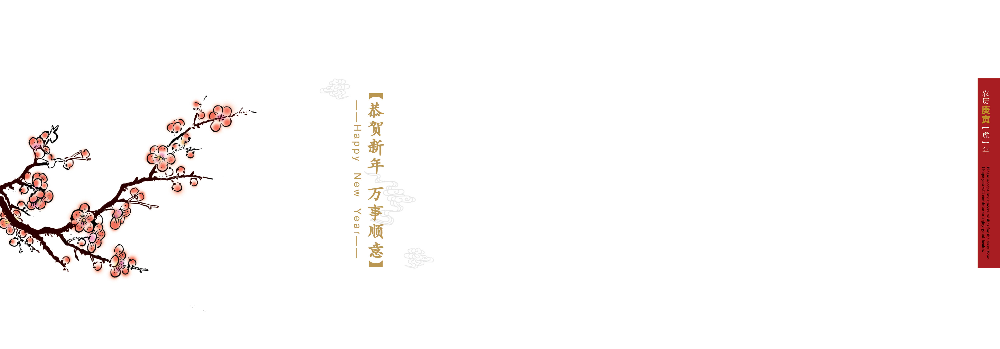 【恭贺新年 万事顺意】
——Happy New Year——
农历庚寅【虎】年
Please accept my sincere wishes for the New Year.
I hope you will continue to enjoy good health.